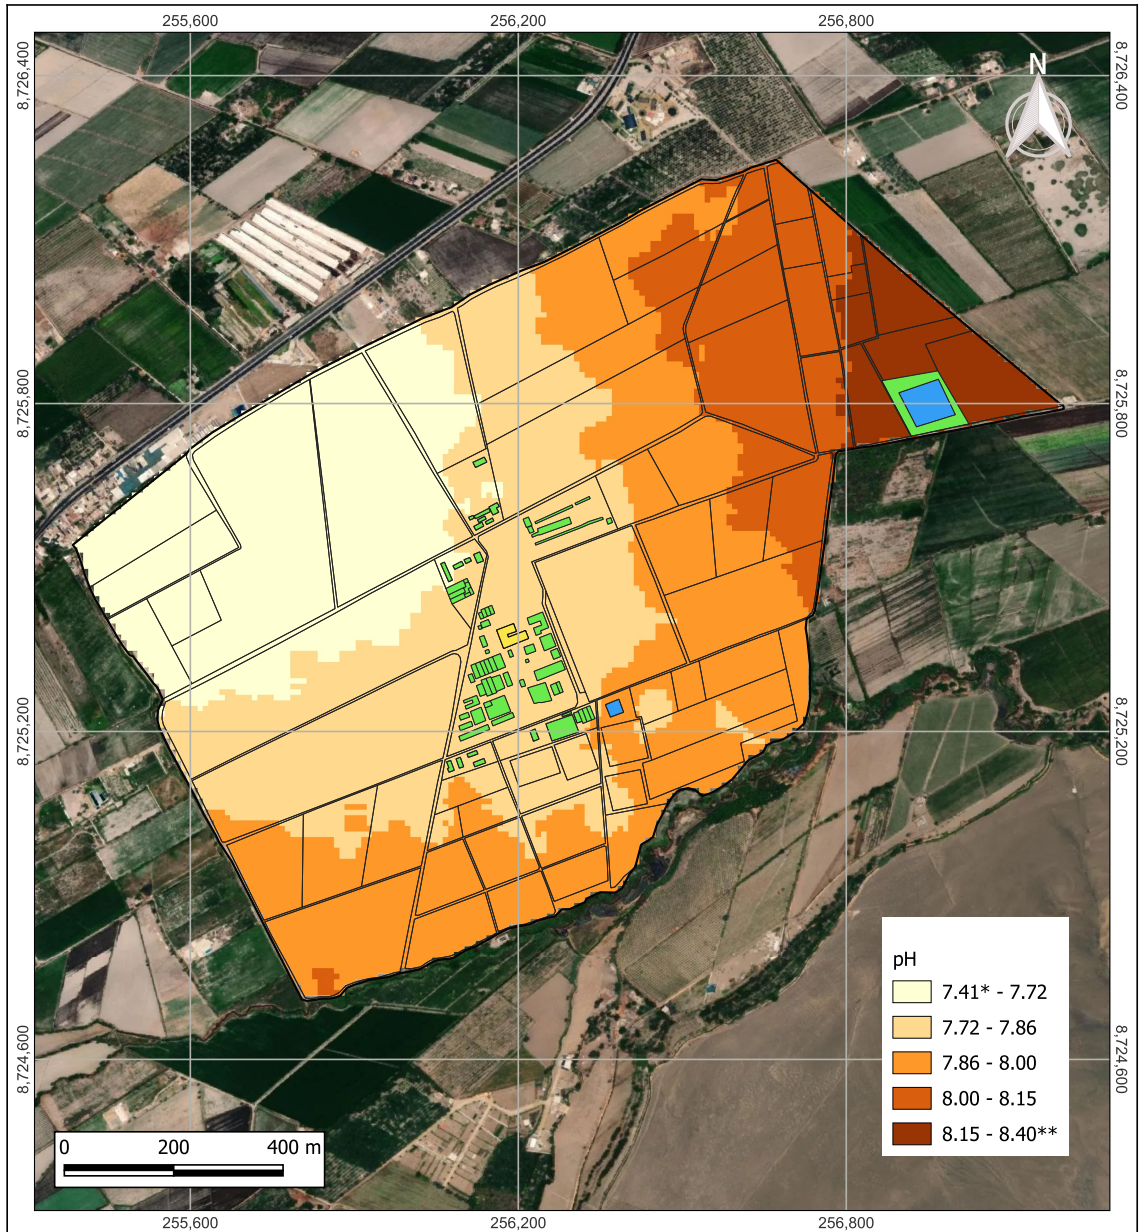 255,600 256,200 256,800
8,726,400 8,726,400
N
8,725,800 8,725,800
8,725,200 8,725,200
8,724,600 8,724,600
pH
7.41* - 7.72
7.72 - 7.86
7.86 - 8.00
8.00 - 8.15
8.15 - 8.40**
0 200 400 m
255,600 256,200 256,800